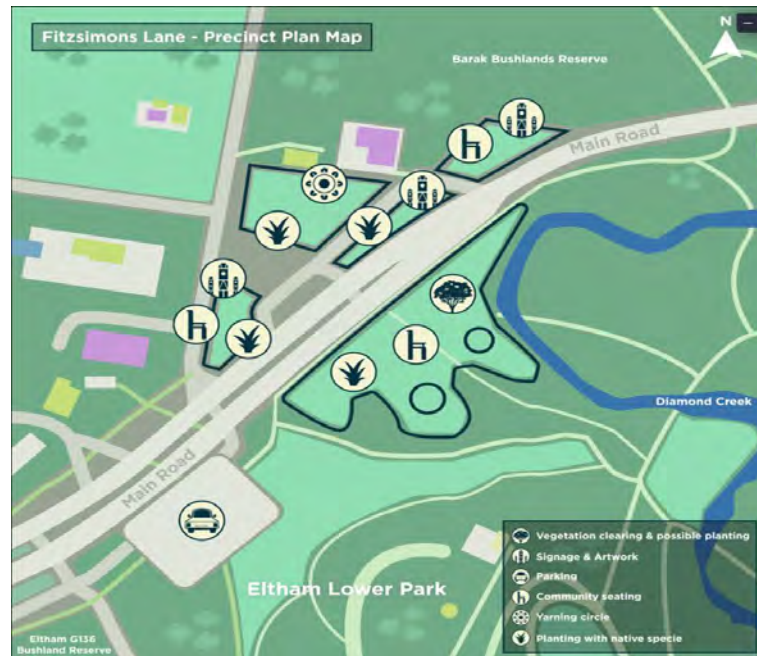 Fitzsimons Lane - Precinct Plan Map
N
Barak Bushlands Reserve
Main Road
Diamond Creek
Main Road
Eltham Lower Park
Eltham G136
Bushland Reserve
Vegetation clearing & possible planting
Signage & Artwork
Parking
Community seating
Yarning circle
Planting with native specie